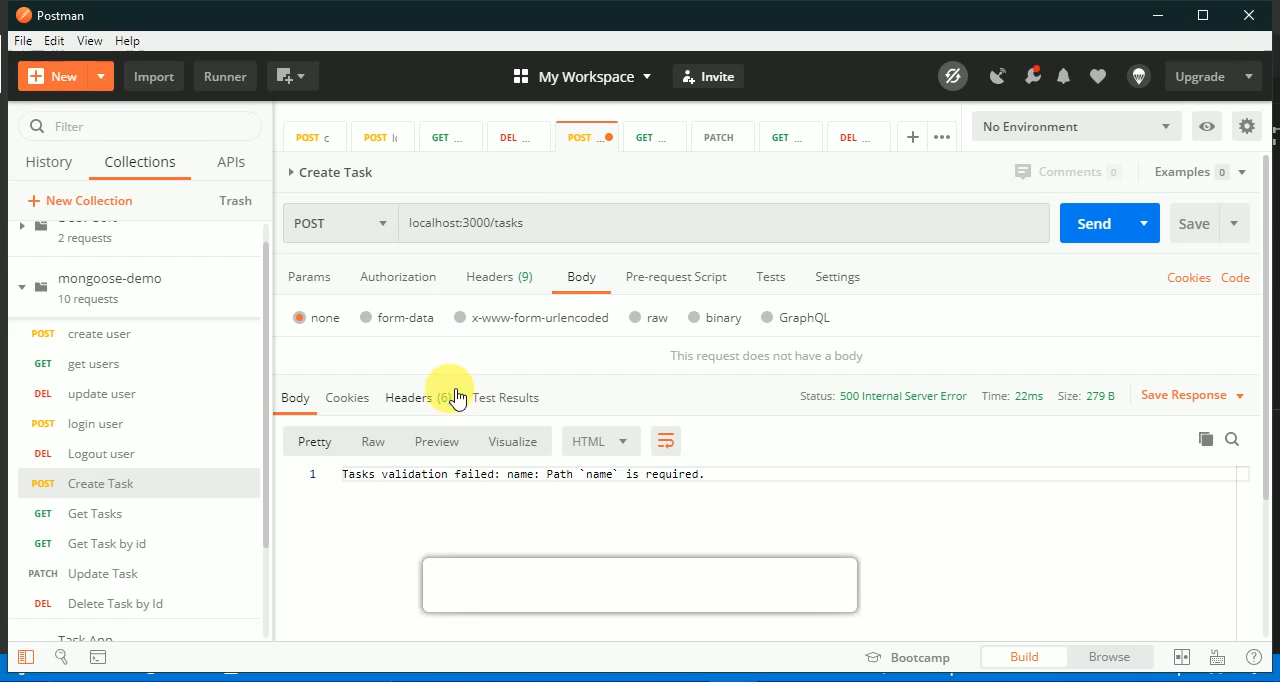 Postman
File Edit View Help
New Import Runner My Workspace Invite Upgrade
Filter
History Collections APIs
New Collection Trash
2 requests
mongoose-demo
10 requests
POST create user
GET get users
DEL update user
POST login user
DEL Logout user
POST Create Task
GET Get Tasks
GET Get Task by id
PATCH Update Task
DEL Delete Task by Id
Task App
POST c POST GET ... DEL ... POST ... GET ... PATCH GET ... DEL ... No Environment
Create Task Comments 0 Examples 0
POST localhost:3000/tasks Send Save
Params Authorization Headers (9) Body Pre-request Script Tests Settings Cookies Code
none form-data x-www-form-urlencoded raw binary GraphQL
This request does not have a body
Body Cookies Headers (6) Test Results Status: 500 Internal Server Error Time: 22ms Size: 279 B Save Response
Pretty Raw Preview Visualize HTML
1 Tasks validation failed: name: Path `name` is required.
Bootcamp Build Browse